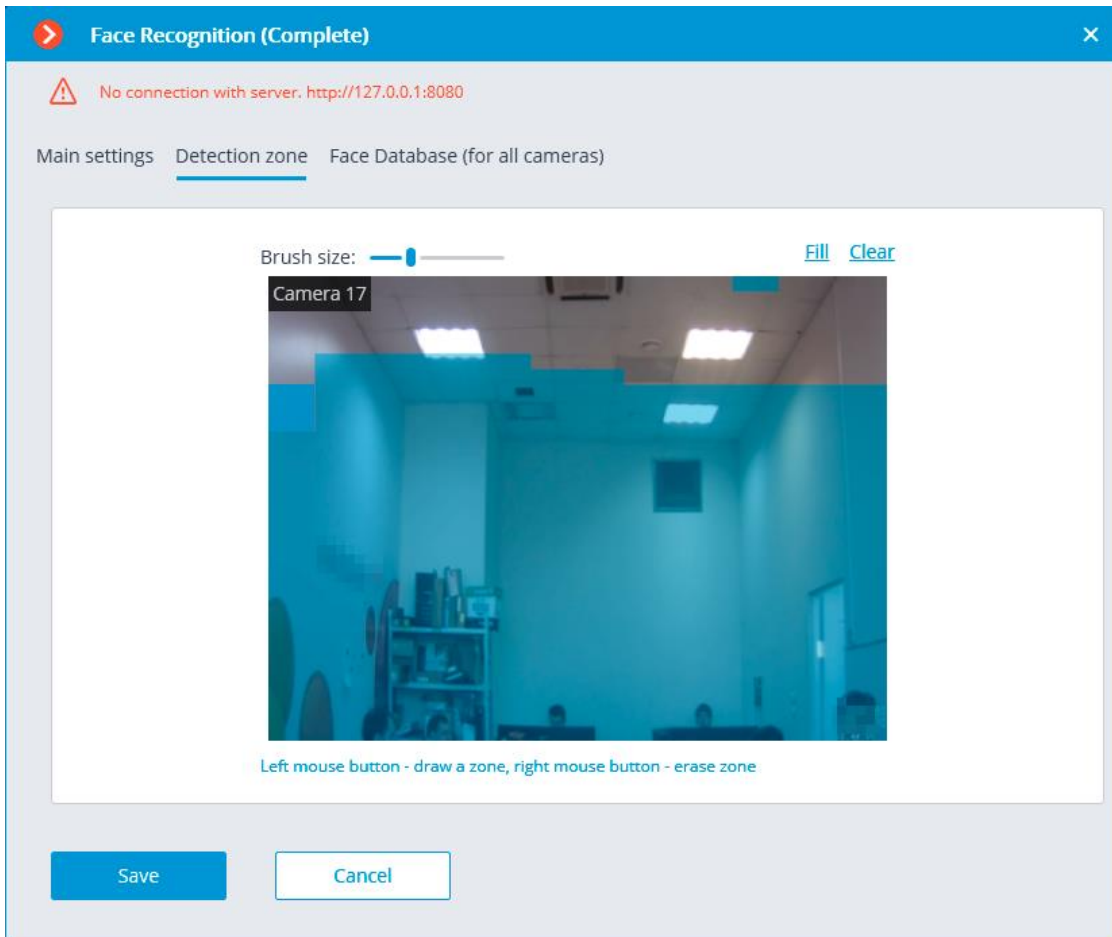 Face Recognition (Complete)
No connection with server. http://127.0.0.1:8080
Main settings Detection zone Face Database (for all cameras)
Brush size: Fill Clear
Camera 17
Left mouse button - draw a zone, right mouse button - erase zone
Save Cancel